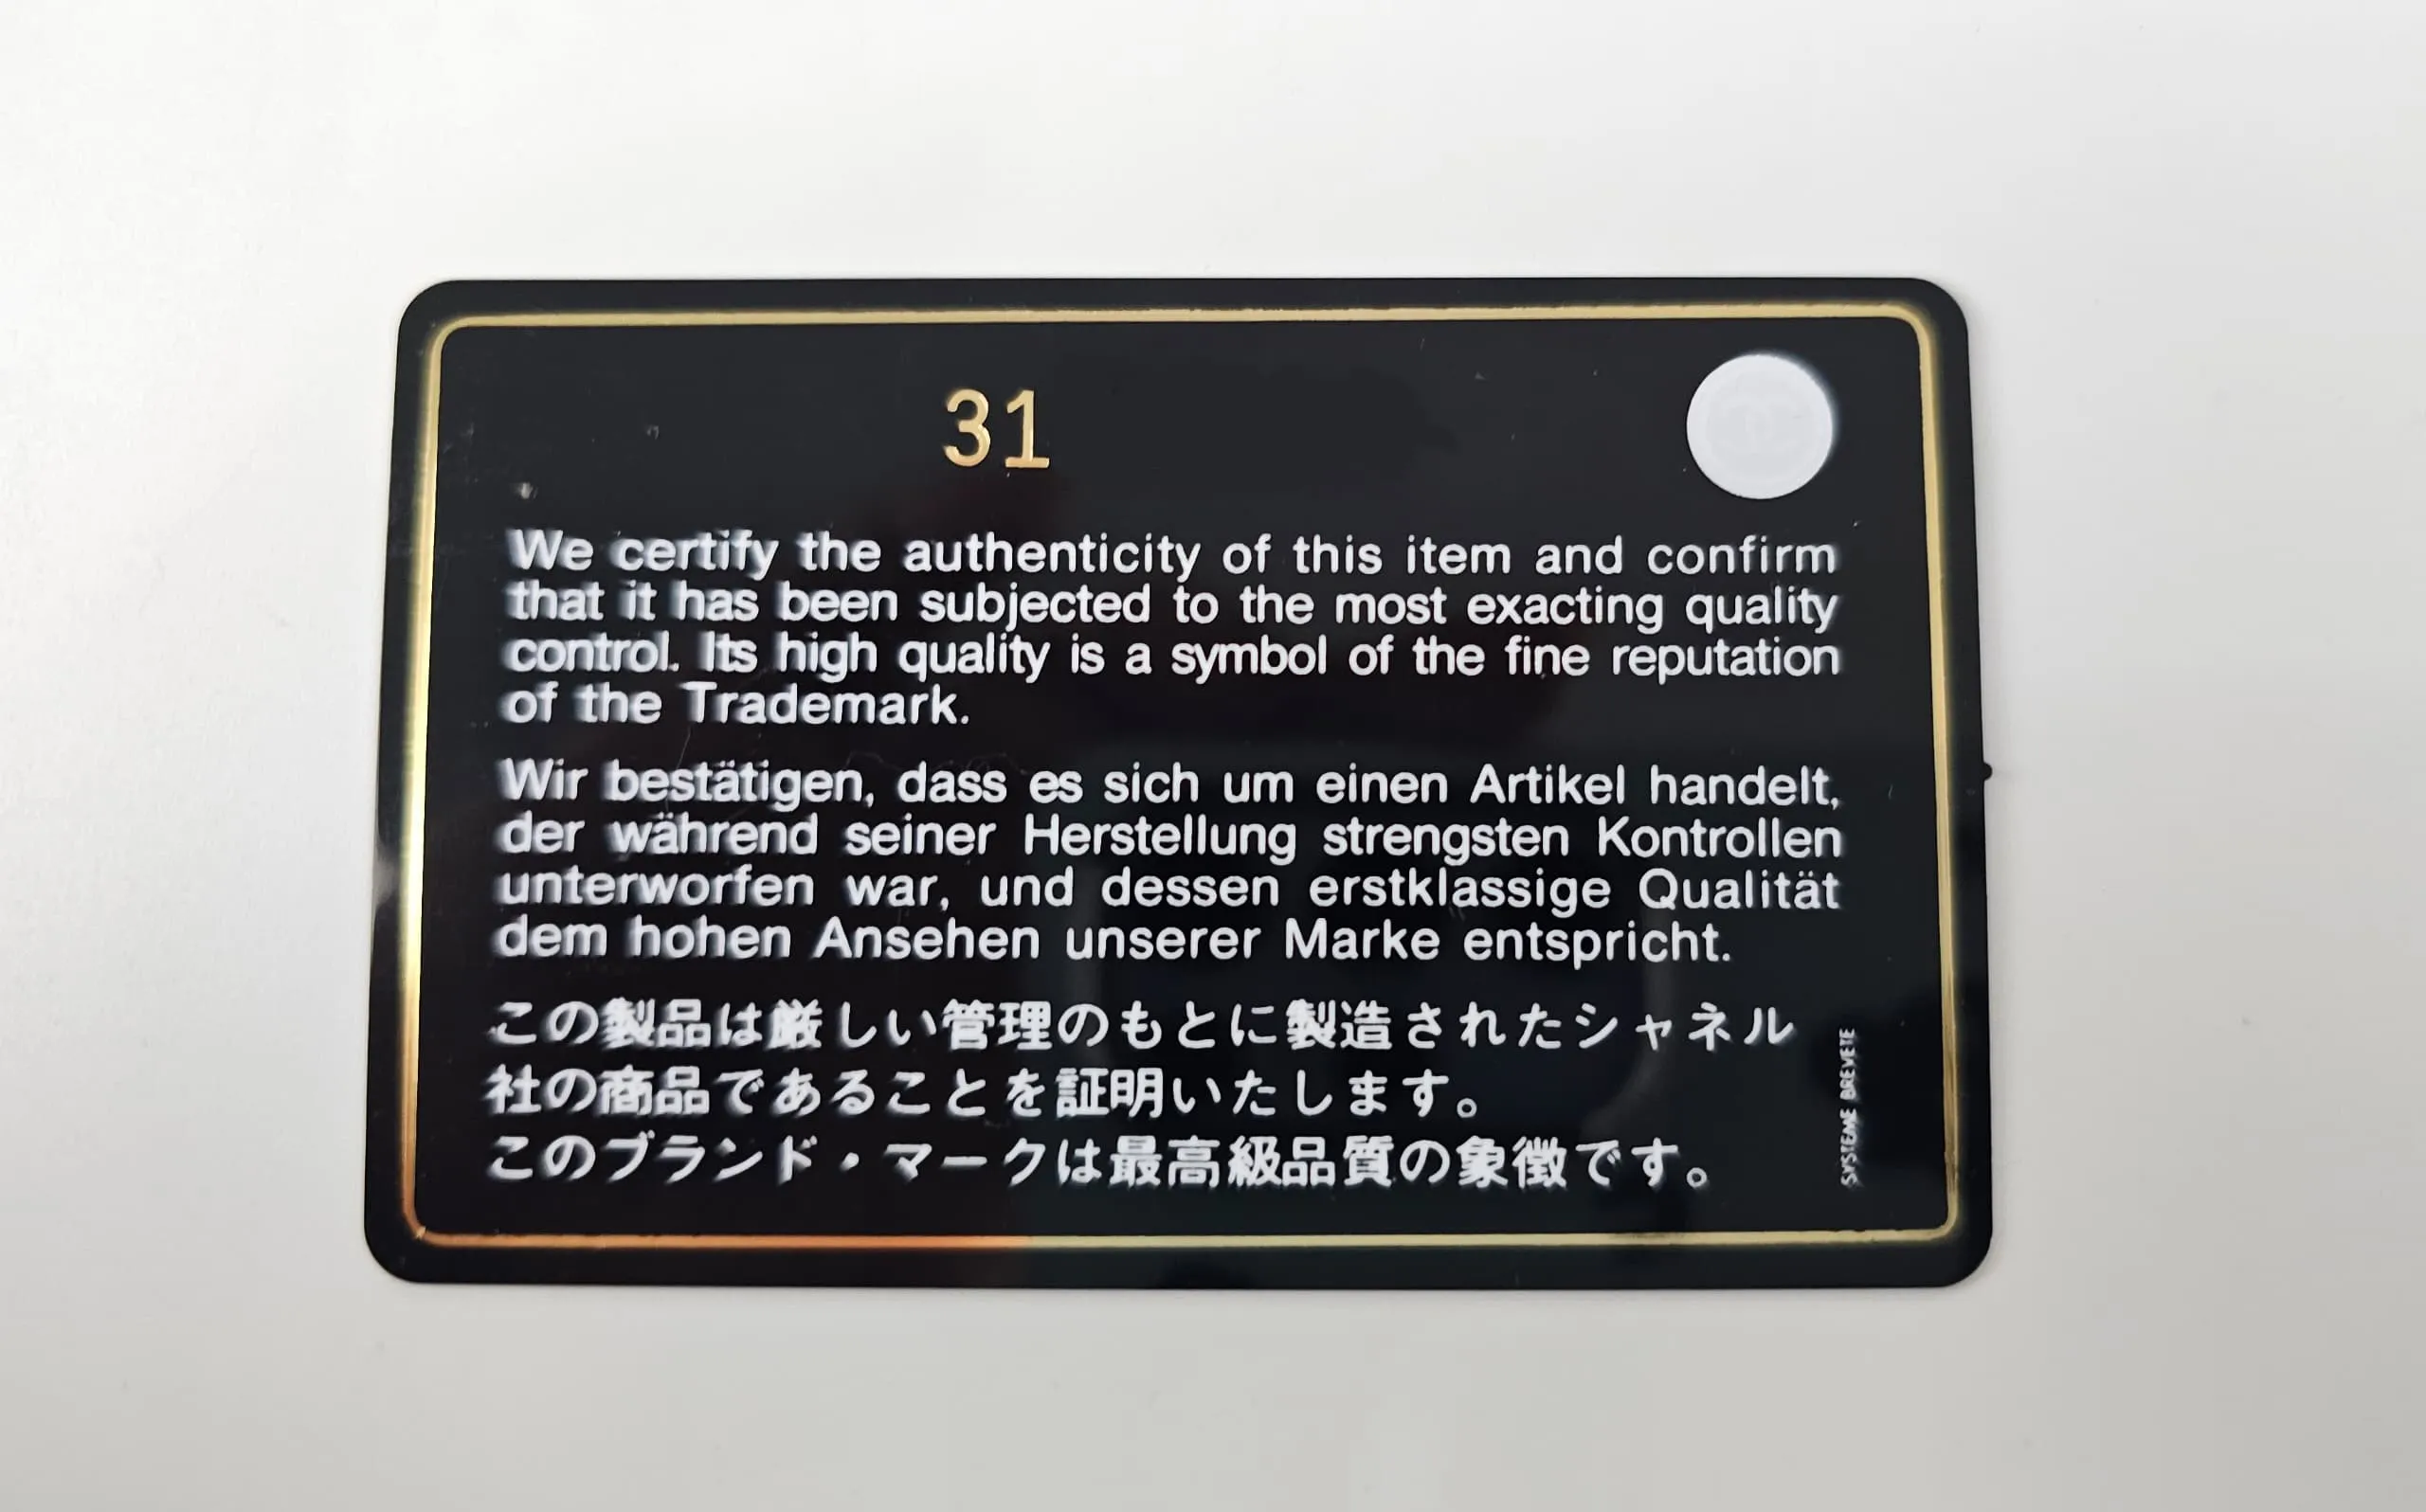 31
We certify the authenticity of this item and confirm
that it has been subjected to the most exacting quality
control. Its high quality is a symbol of the fine reputation
of the Trademark.
Wir bestätigen, dass es sich um einen Artikel handelt,
der während seiner Herstellung strengsten Kontrollen
unterworfen war, und dessen erstklassige Qualität
dem hohen Ansehen unserer Marke entspricht.
この製品は厳しい管理のもとに製造されたシャネル
社の商品であることを証明いたします。
このブランド・マークは最高級品質の象徴です。
SYSTEME BREVETE